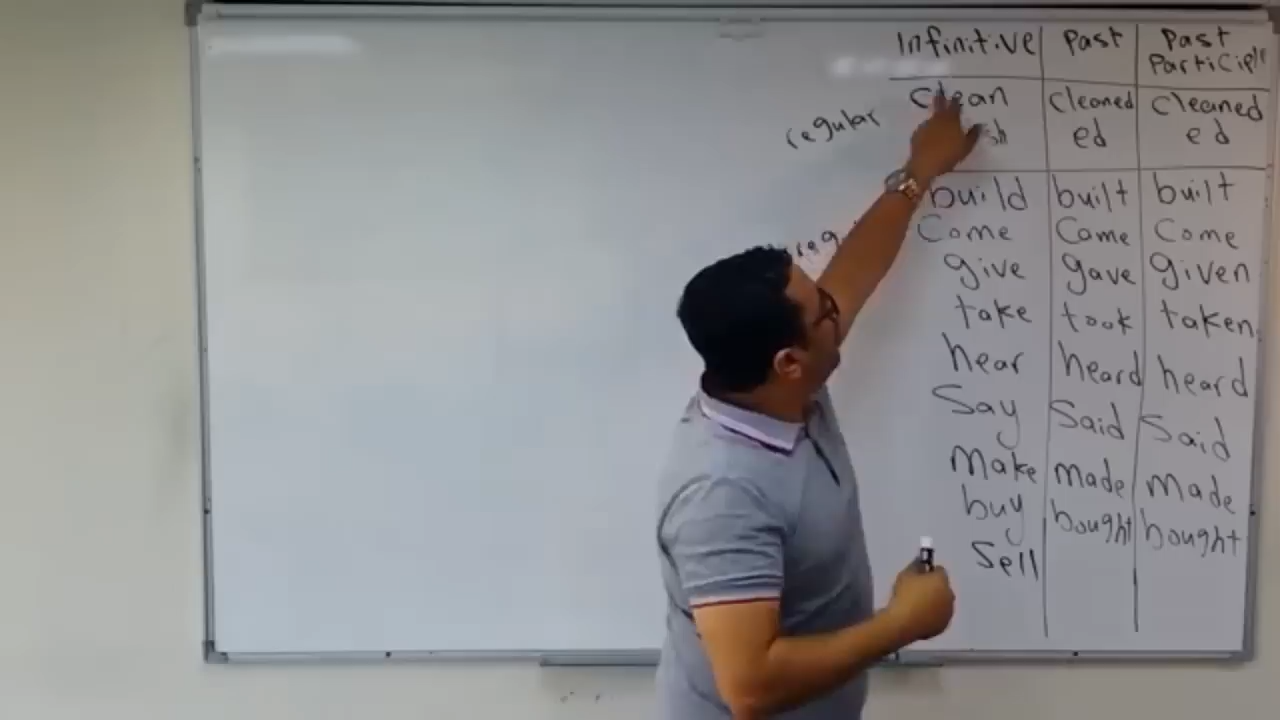 Infinitive Past Past
Participle
regular clean cleaned cleaned
sh ed ed
build built built
Come Came Come
give gave given
take took taken
hear heard heard
Say Said Said
Make made Made
buy bought bought
Sell